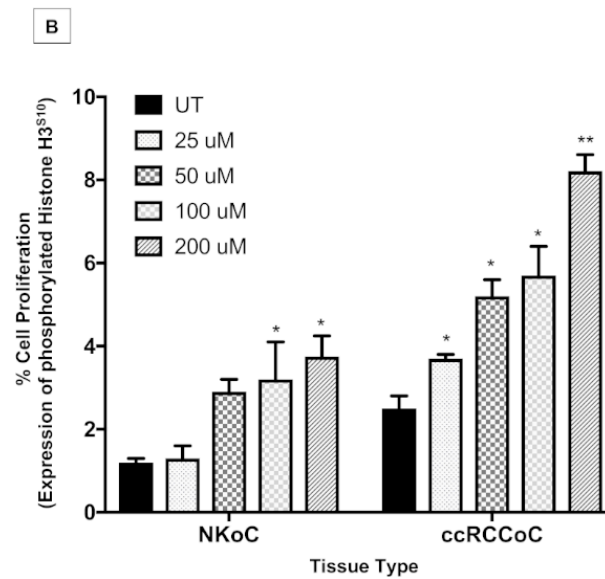 B
% Cell Proliferation
(Expression of phosphorylated Histone H3S10)
10
8
6
4
2
0
UT
25 uM
50 uM
100 uM
200 uM
*
*
*
*
*
**
NKoC
ccRCCoC
Tissue Type